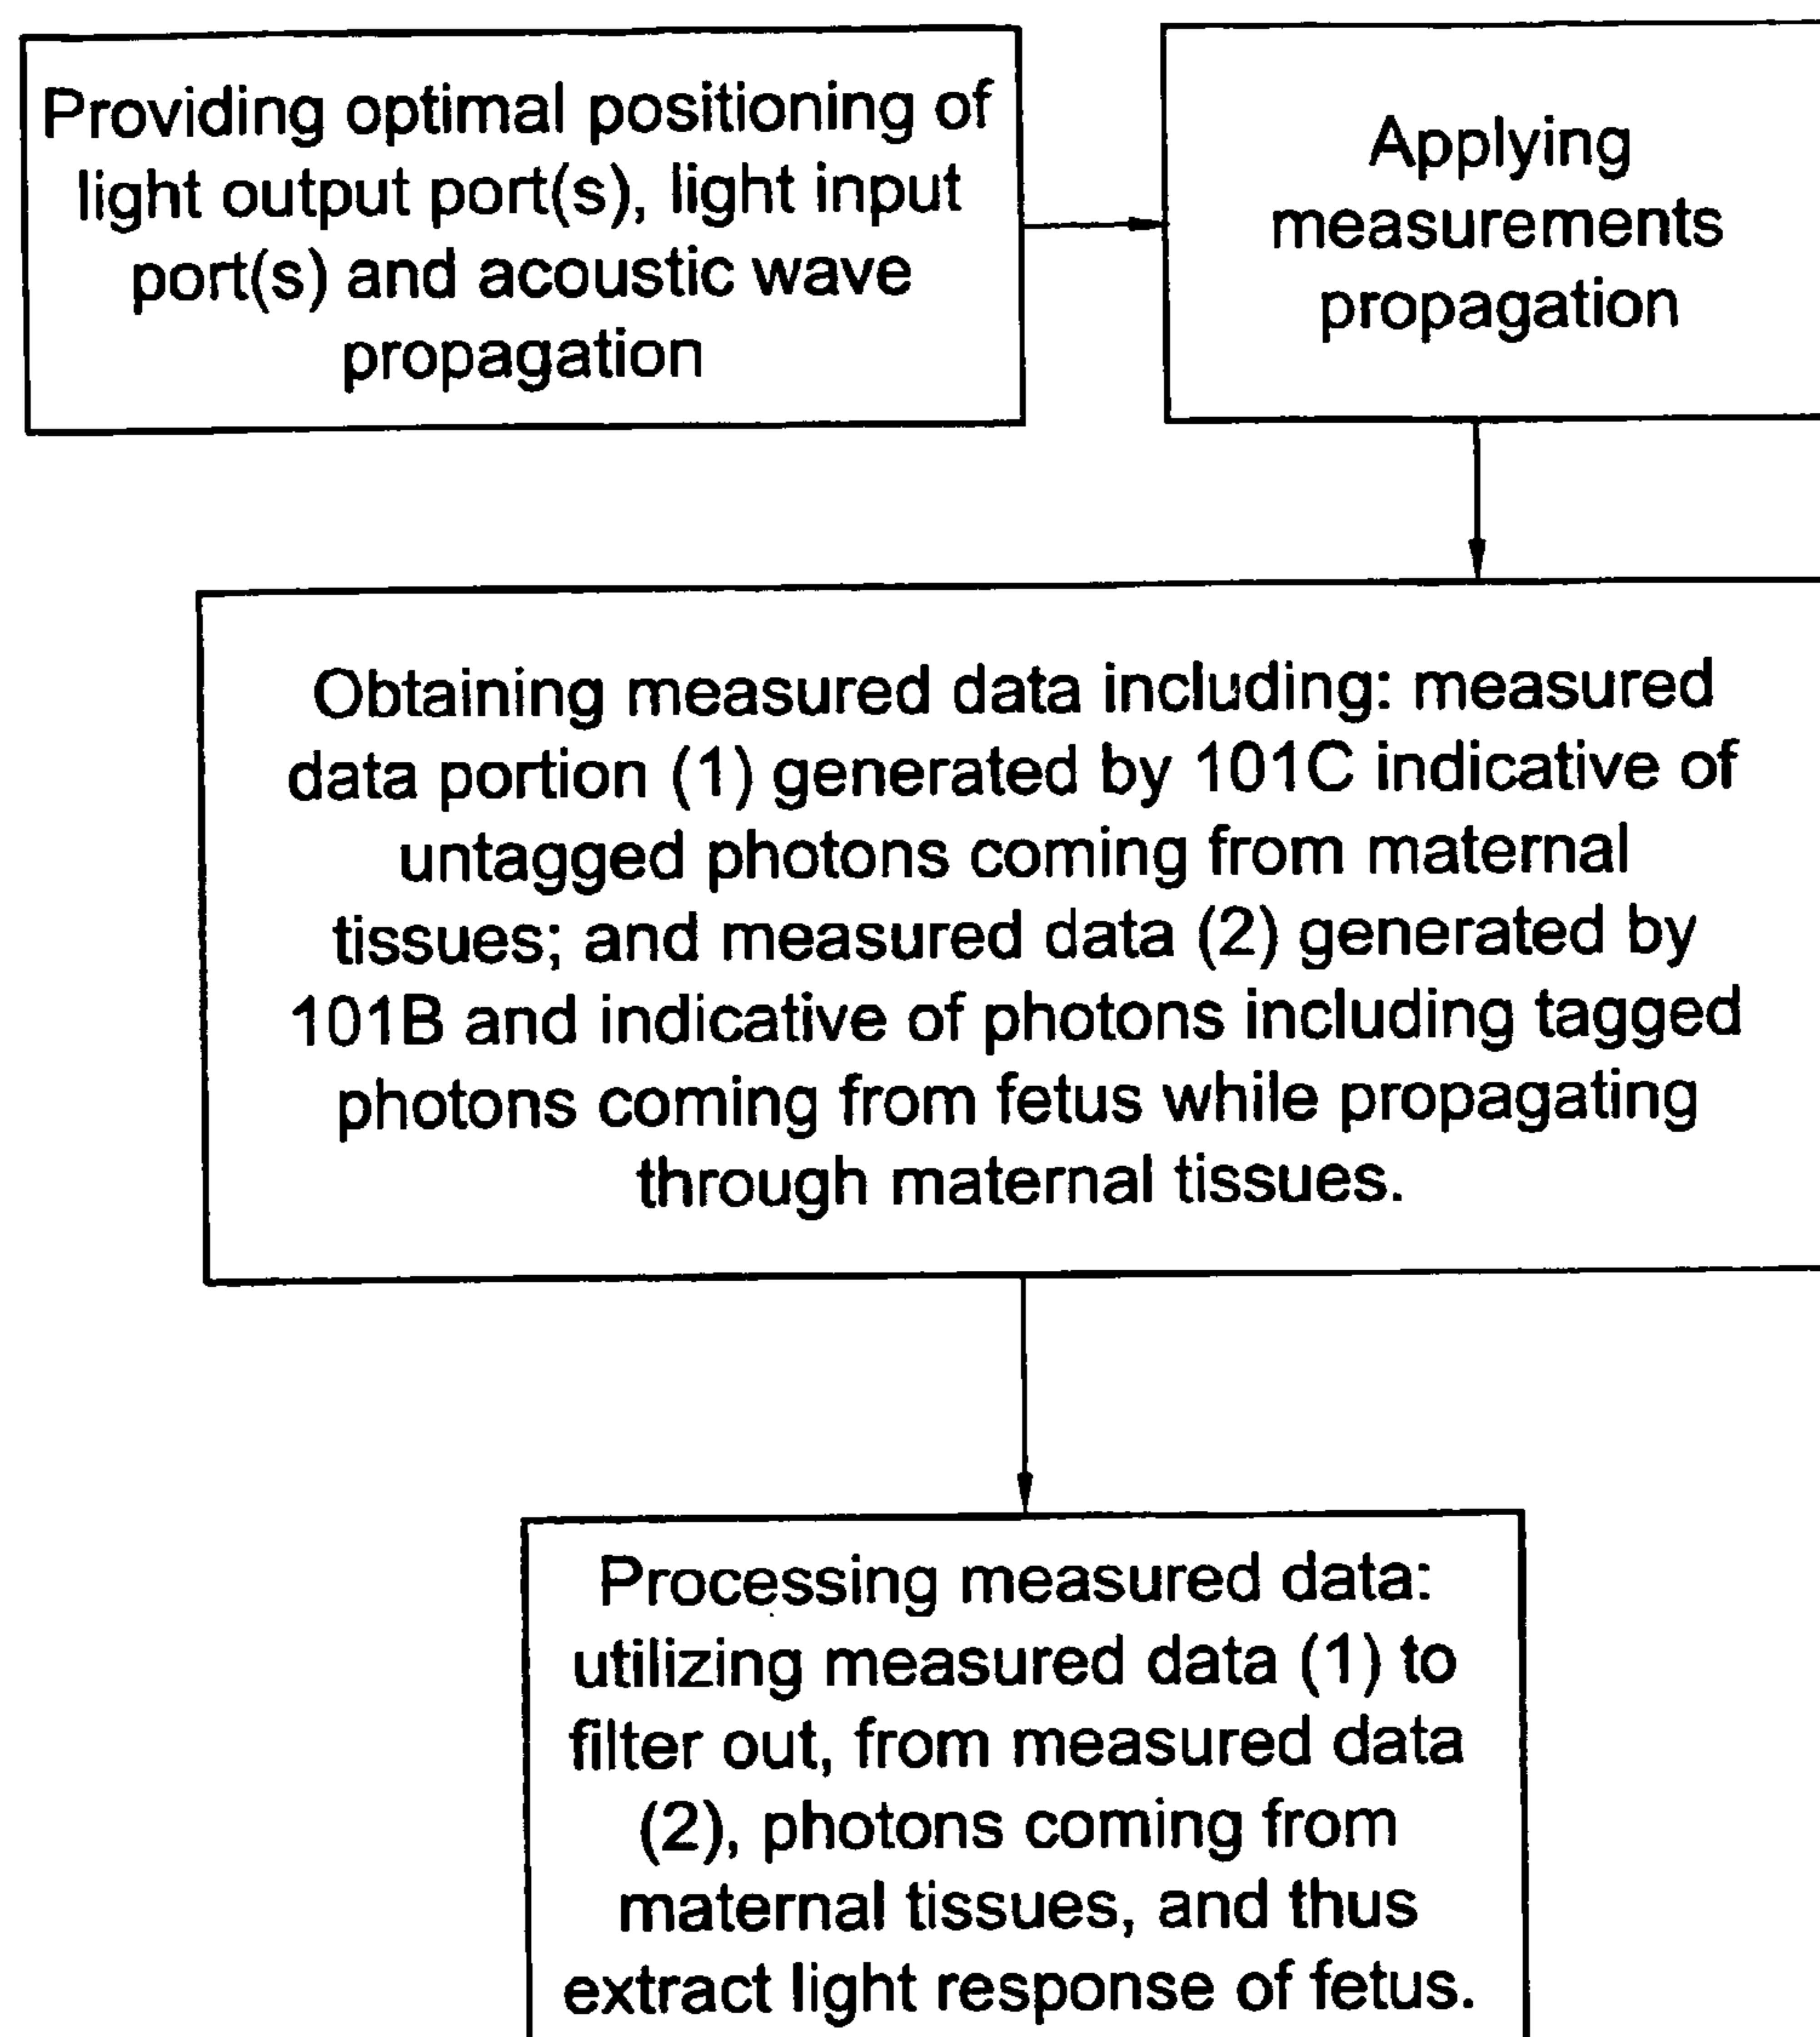 Providing optimal positioning of
light output port(s), light input
port(s) and acoustic wave
propagation
Applying
measurements
propagation
Obtaining measured data including: measured
data portion (1) generated by 101C indicative of
untagged photons coming from maternal
tissues; and measured data (2) generated by
101B and indicative of photons including tagged
photons coming from fetus while propagating
through maternal tissues.
Processing measured data:
utilizing measured data (1) to
filter out, from measured data
(2), photons coming from
maternal tissues, and thus
extract light response of fetus.